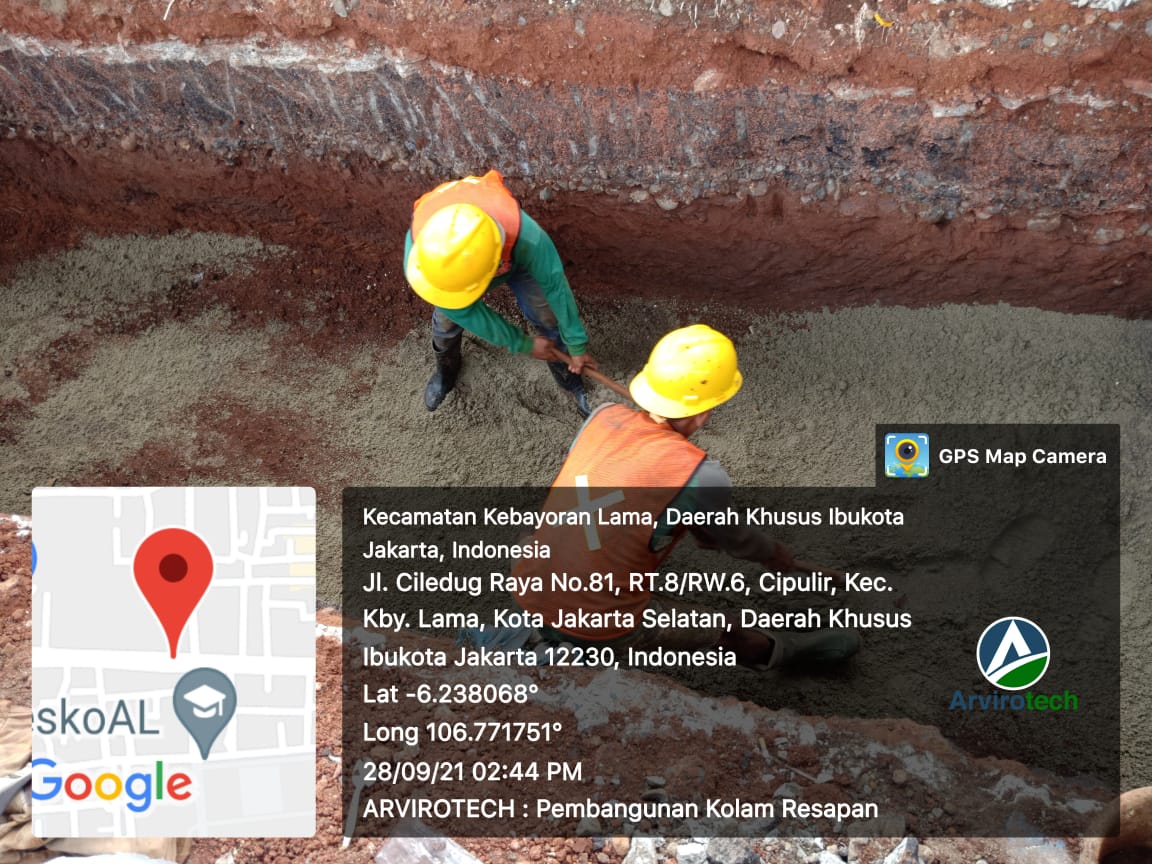 GPS Map Camera
Kecamatan Kebayoran Lama, Daerah Khusus Ibukota
Jakarta, Indonesia
Jl. Ciledug Raya No.81, RT.8/RW.6, Cipulir, Kec.
Kby. Lama, Kota Jakarta Selatan, Daerah Khusus
Ibukota Jakarta 12230, Indonesia
Lat -6.238068°
Long 106.771751°
28/09/21 02:44 PM
ARVIROTECH : Pembangunan Kolam Resapan
Arvirotech
skoAL
Google